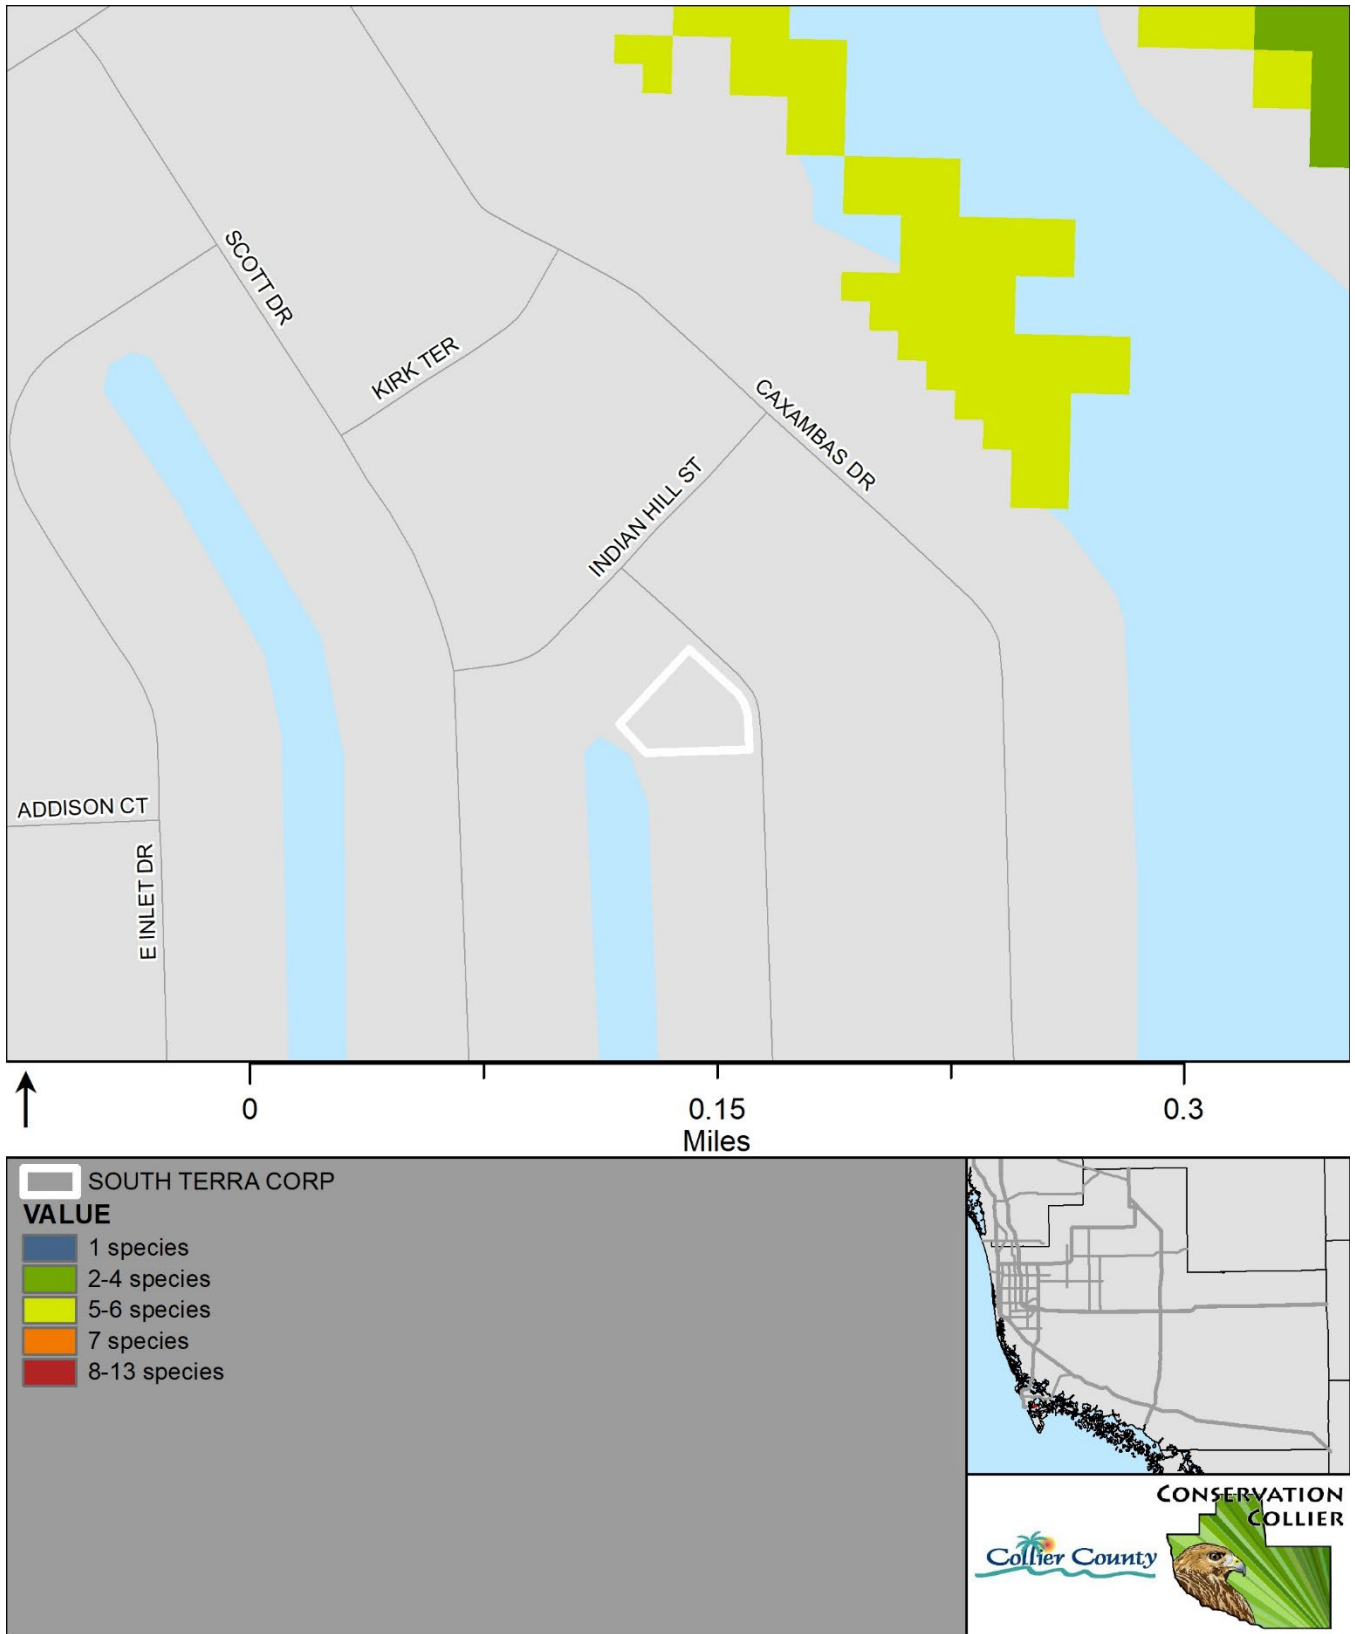 SCOTT DR
KIRK TER
CAXAMBAS DR
INDIAN HILL ST
ADDISON CT
E INLET DR
0
0.15
0.3
Miles
SOUTH TERRA CORP
VALUE
1 species
2-4 species
5-6 species
7 species
8-13 species
CONSERVATION
COLLIER
Collier County